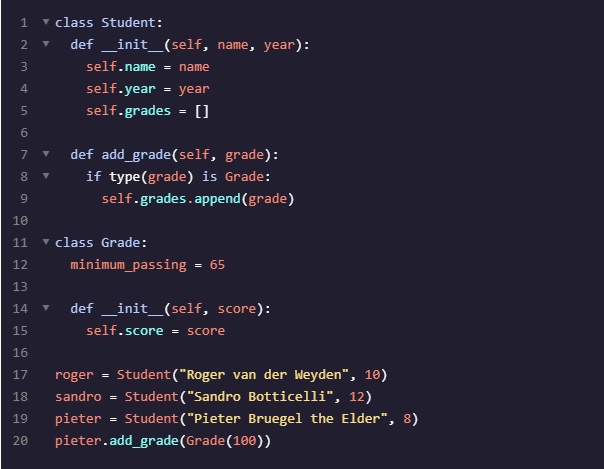 1 class Student:
2   def __init__(self, name, year):
3     self.name = name
4     self.year = year
5     self.grades = []
6
7   def add_grade(self, grade):
8     if type(grade) is Grade:
9       self.grades.append(grade)
10
11 class Grade:
12   minimum_passing = 65
13
14   def __init__(self, score):
15     self.score = score
16
17 roger = Student("Roger van der Weyden", 10)
18 sandro = Student("Sandro Botticelli", 12)
19 pieter = Student("Pieter Bruegel the Elder", 8)
20 pieter.add_grade(Grade(100))